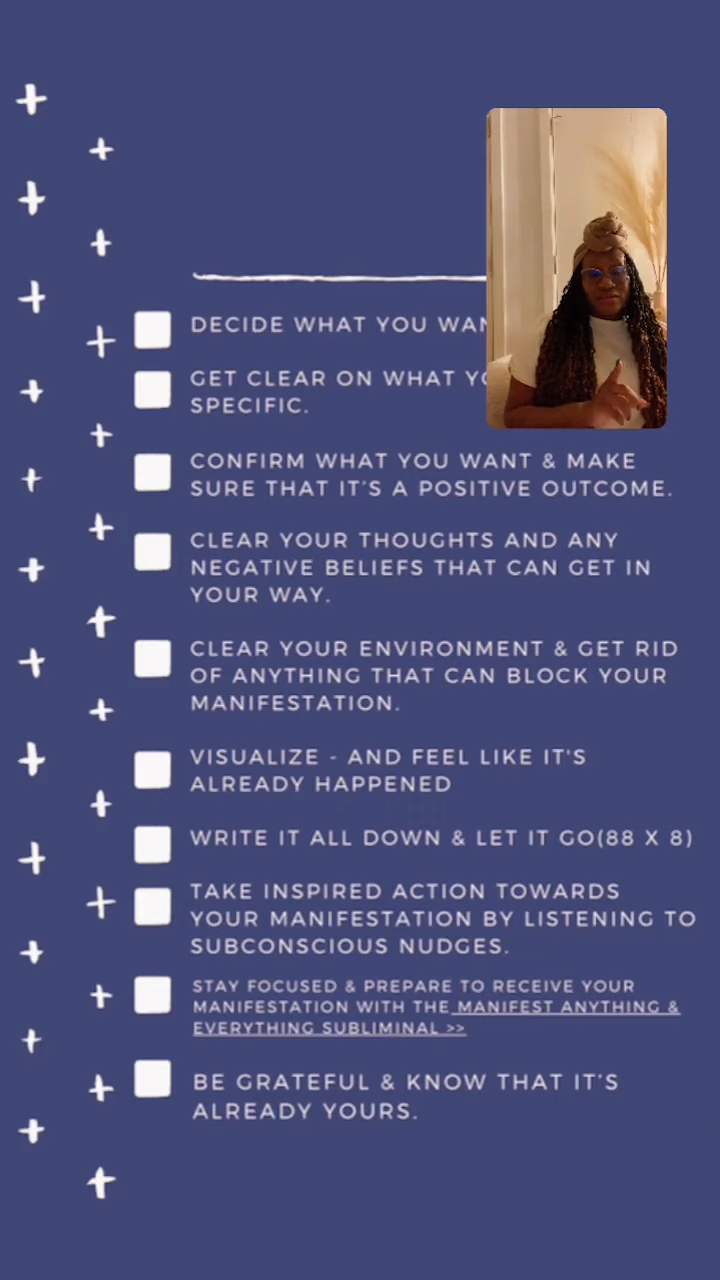 DECIDE WHAT YOU
GET CLEAR ON WHAT
SPECIFIC.
CONFIRM WHAT YOU WANT & MAKE
SURE THAT IT'S A POSITIVE OUTCOME.
CLEAR YOUR THOUGHTS AND ANY
NEGATIVE BELIEFS THAT CAN GET IN
YOUR WAY.
CLEAR YOUR ENVIRONMENT & GET RID
OF ANYTHING THAT CAN BLOCK YOUR
MANIFESTATION.
VISUALIZE - AND FEEL LIKE IT'S
ALREADY HAPPENED
WRITE IT ALL DOWN & LET IT GO(88 X 8)
TAKE INSPIRED ACTION TOWARDS
YOUR MANIFESTATION BY LISTENING TO
SUBCONSCIOUS NUDGES.
STAY FOCUSED & PREPARE TO RECEIVE YOUR
MANIFESTATION WITH THE MANIFEST ANYTHING &
EVERYTHING SUBLIMINAL >>
BE GRATEFUL & KNOW THAT IT'S
ALREADY YOURS.